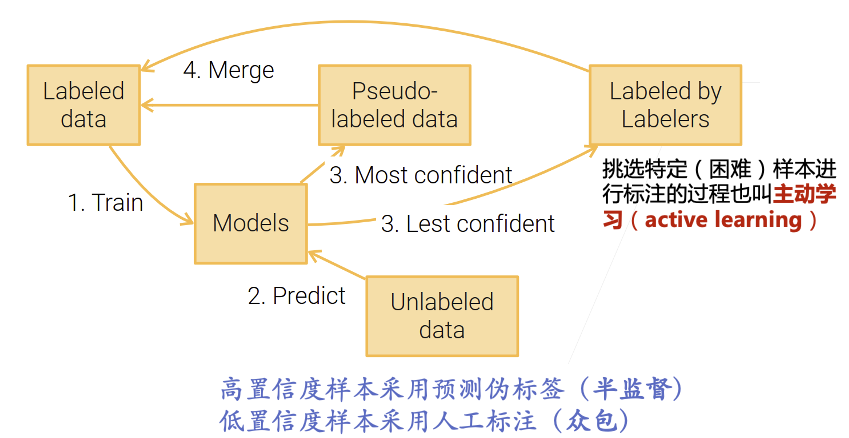 4. Merge
Labeled
data
Pseudo-
labeled data
Labeled by
Labelers
挑选特定（困难）样本进
行标注的过程也叫主动学
习（active learning）
3. Most confident
1. Train
Models
3. Lest confident
2. Predict
Unlabeled
data
高置信度样本采用预测伪标签（半监督）
低置信度样本采用人工标注（众包）